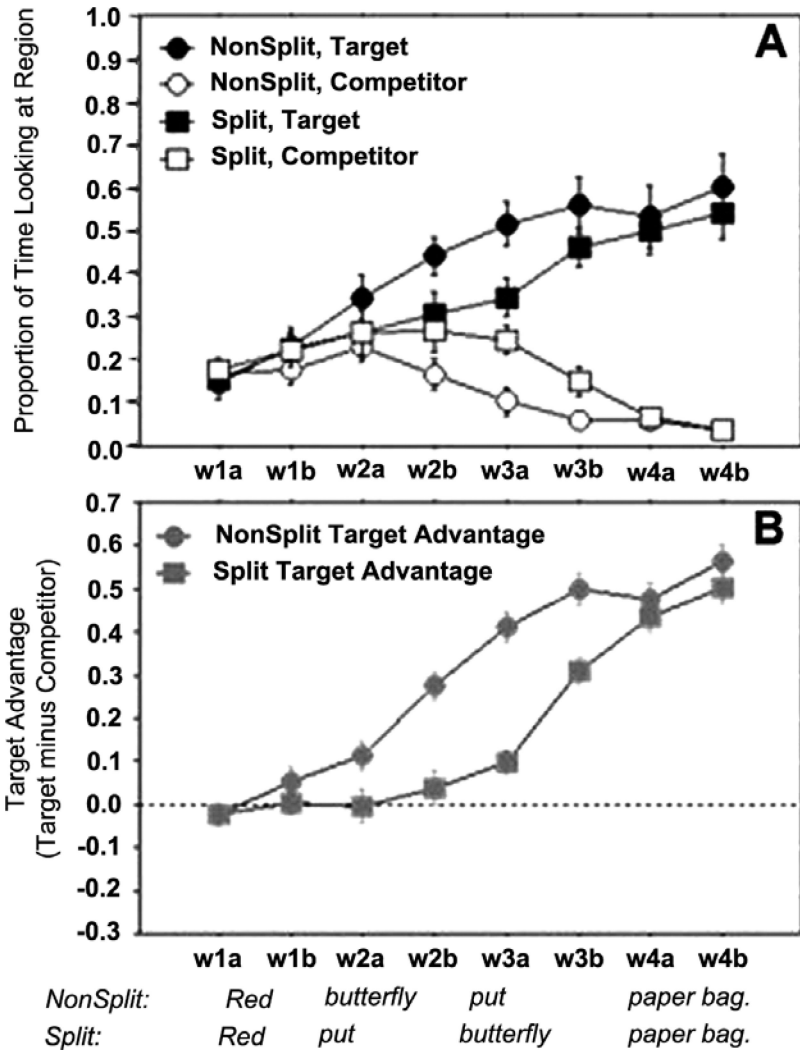 A
NonSplit, Target
NonSplit, Competitor
Split, Target
Split, Competitor
Proportion of Time Looking at Region
1.0
0.9
0.8
0.7
0.6
0.5
0.4
0.3
0.2
0.1
0.0
w1a w1b w2a w2b w3a w3b w4a w4b
B
NonSplit Target Advantage
Split Target Advantage
Target Advantage
(Target minus Competitor)
0.7
0.6
0.5
0.4
0.3
0.2
0.1
0.0
-0.1
-0.2
-0.3
w1a w1b w2a w2b w3a w3b w4a w4b
NonSplit: Red butterfly put paper bag.
Split: Red put butterfly paper bag.